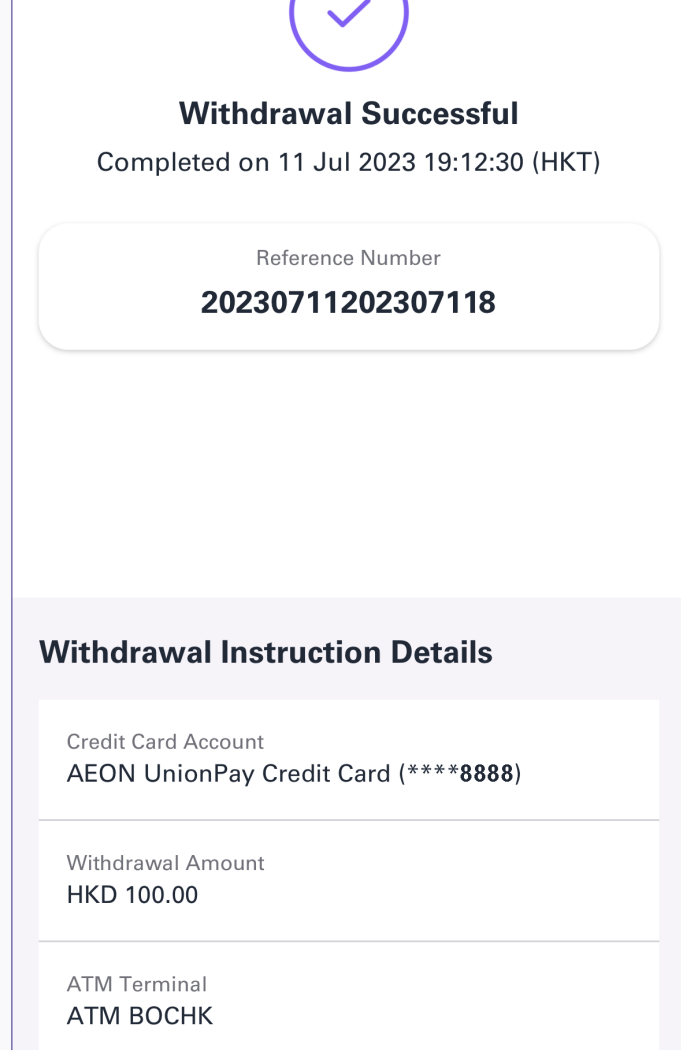 Withdrawal Successful
Completed on 11 Jul 2023 19:12:30 (HKT)
Reference Number
20230711202307118
Withdrawal Instruction Details
Credit Card Account
AEON UnionPay Credit Card (****8888)
Withdrawal Amount
HKD 100.00
ATM Terminal
ATM BOCHK